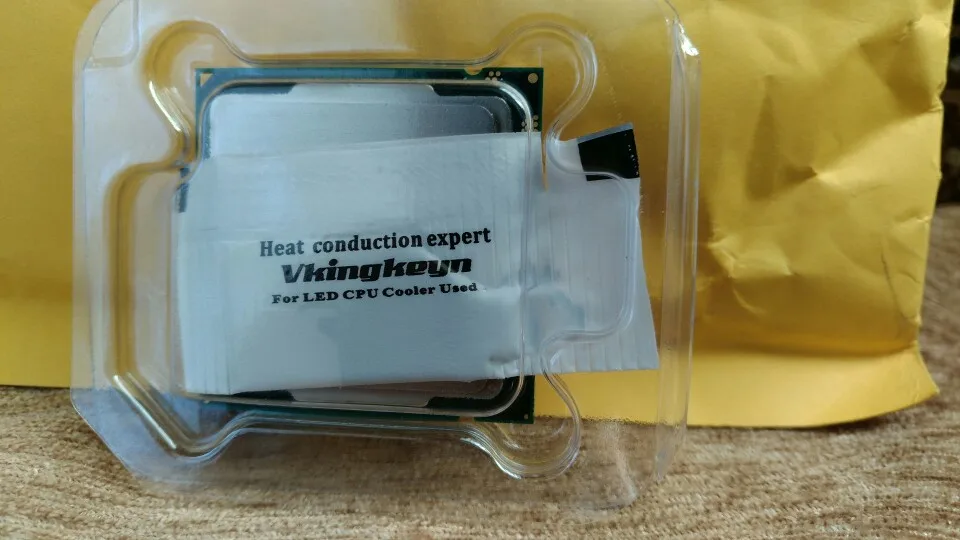 Heat conduction expert
Vkingkeyn
For LED CPU Cooler Used